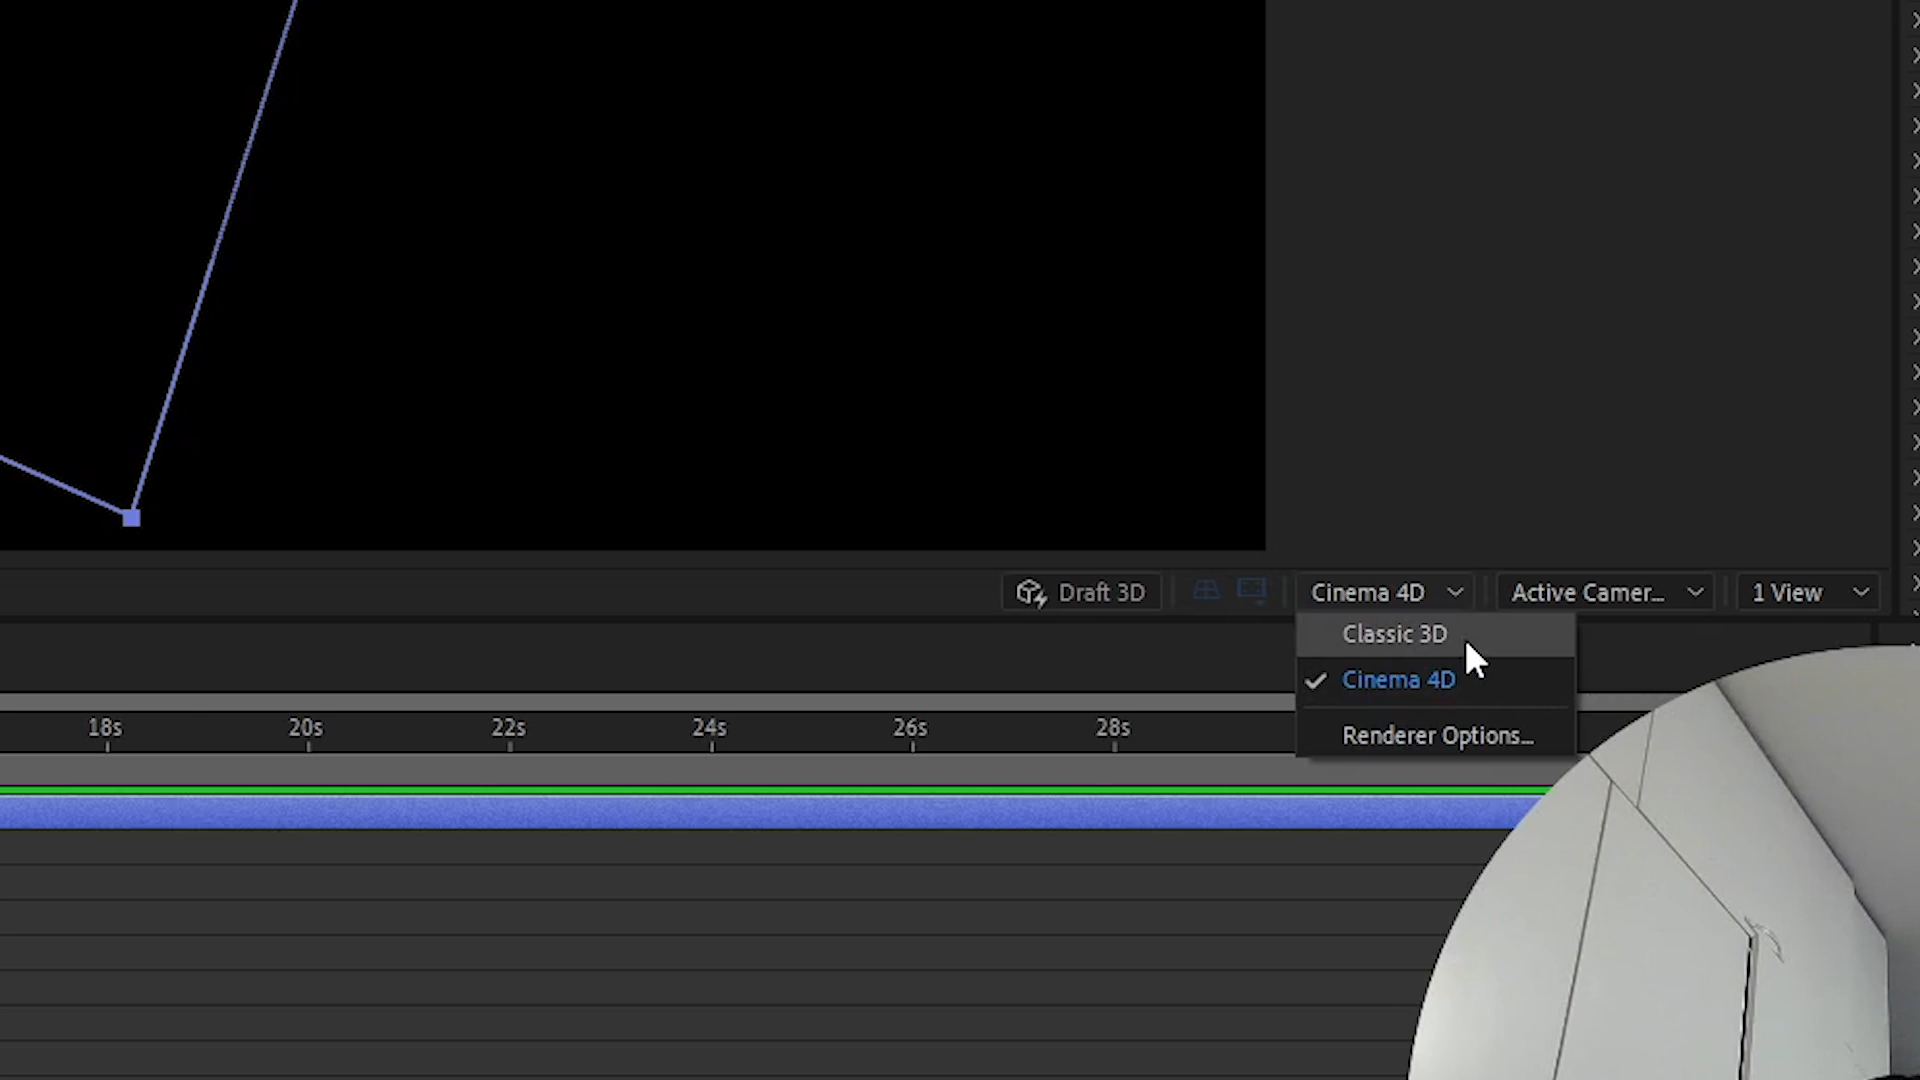 Draft 3D
Cinema 4D
Active Camer...
1 View
Classic 3D
Cinema 4D
Renderer Options...
18s
20s
22s
24s
26s
28s